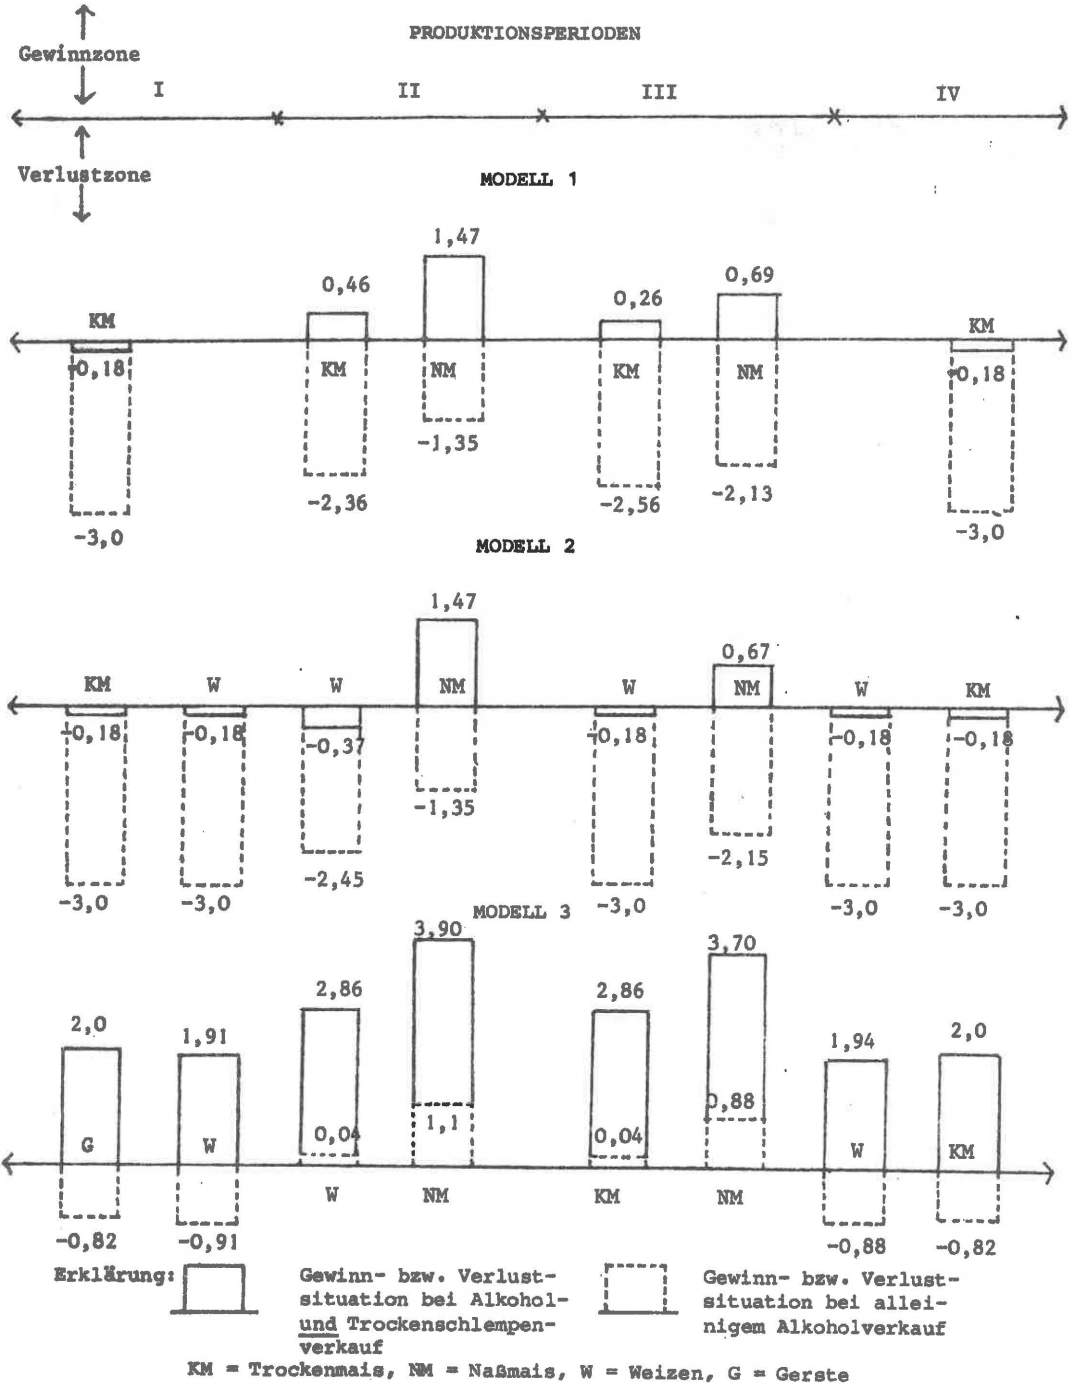 PRODUKTIONSPERIODEN
Gewinnzone
I II III IV
Verlustzone
MODELL 1
1,47
0,46 0,26 0,69
KM KM
-0,18 KM NM KM NM -0,18
-1,35
-2,36 -2,56 -2,13
-3,0 -3,0
MODELL 2
1,47
0,67
KM W W NM W NM W KM
-0,18 -0,18 -0,37 -0,18 -0,18 -0,18
-1,35
-2,45 -2,15
-3,0 -3,0 -3,0 -3,0 -3,0
MODELL 3
3,90 3,70
2,86 2,86
2,0 1,91 1,94 2,0
0,04 1,1 0,04 0,88
G W W KM
W NM KM NM
-0,82 -0,91 -0,88 -0,82
Erklärung:
Gewinn- bzw. Verlust-
situation bei Alkohol-
und Trockenschlempen-
verkauf
Gewinn- bzw. Verlust-
situation bei allei-
nigem Alkoholverkauf
KM = Trockenmais, NM = Naßmais, W = Weizen, G = Gerste